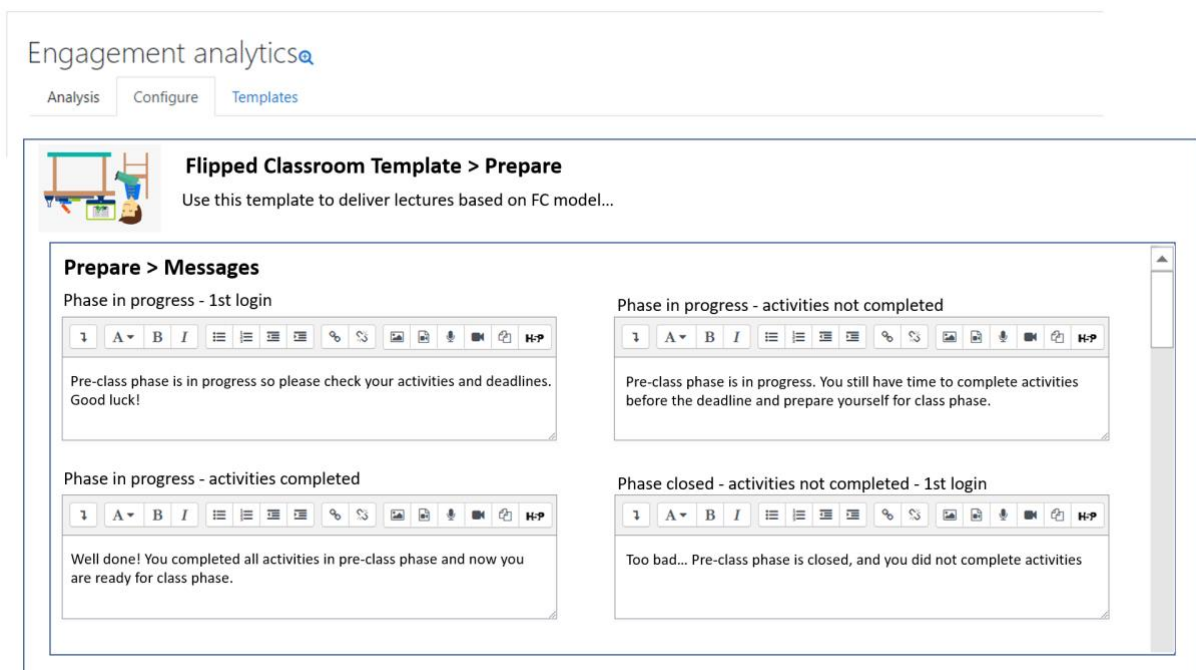 Engagement analytics
Analysis Configure Templates
Flipped Classroom Template > Prepare
Use this template to deliver lectures based on FC model...
Prepare > Messages
Phase in progress - 1st login
A B I H-P
Pre-class phase is in progress so please check your activities and deadlines.
Good luck!
Phase in progress - activities not completed
A B I H-P
Pre-class phase is in progress. You still have time to complete activities
before the deadline and prepare yourself for class phase.
Phase in progress - activities completed
A B I H-P
Well done! You completed all activities in pre-class phase and now you
are ready for class phase.
Phase closed - activities not completed - 1st login
A B I H-P
Too bad... Pre-class phase is closed, and you did not complete activities